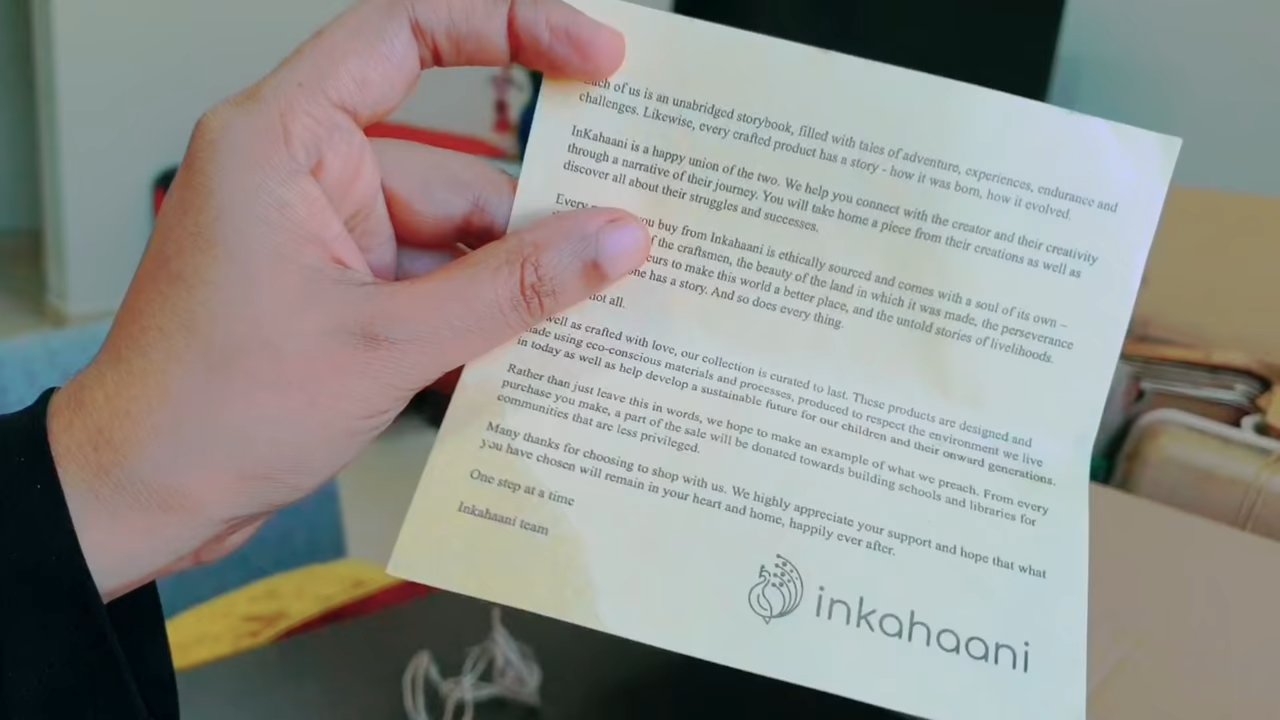 of us is an unabridged storybook, filled with tales of adventure, experiences, endurance and
challenges. Likewise, every crafted product has a story - how it was born, how it evolved.
InKahaani is a happy union of the two. We help you connect with the creator and their creativity
through a narrative of their journey. You will take home a piece from their creations as well as
discover all about their struggles and successes.
Every you buy from Inkahaani is ethically sourced and comes with a soul of its own –
of the craftsmen, the beauty of the land in which it was made, the perseverance
to make this world a better place, and the untold stories of livelihoods.
one has a story. And so does every thing.
not all.
well as crafted with love, our collection is curated to last. These products are designed and
made using eco-conscious materials and processes, produced to respect the environment we live
in today as well as help develop a sustainable future for our children and their onward generations.
Rather than just leave this in words, we hope to make an example of what we preach. From every
purchase you make, a part of the sale will be donated towards building schools and libraries for
communities that are less privileged.
Many thanks for choosing to shop with us. We highly appreciate your support and hope that what
you have chosen will remain in your heart and home, happily ever after.
One step at a time
Inkahaani team
inkahaani